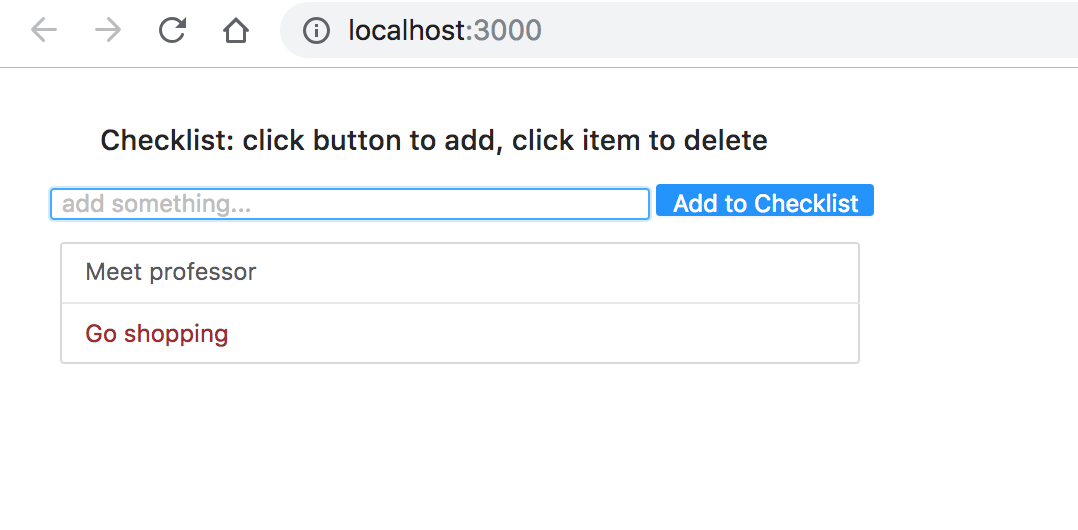 localhost:3000
Checklist: click button to add, click item to delete
add something...
Add to Checklist
Meet professor
Go shopping